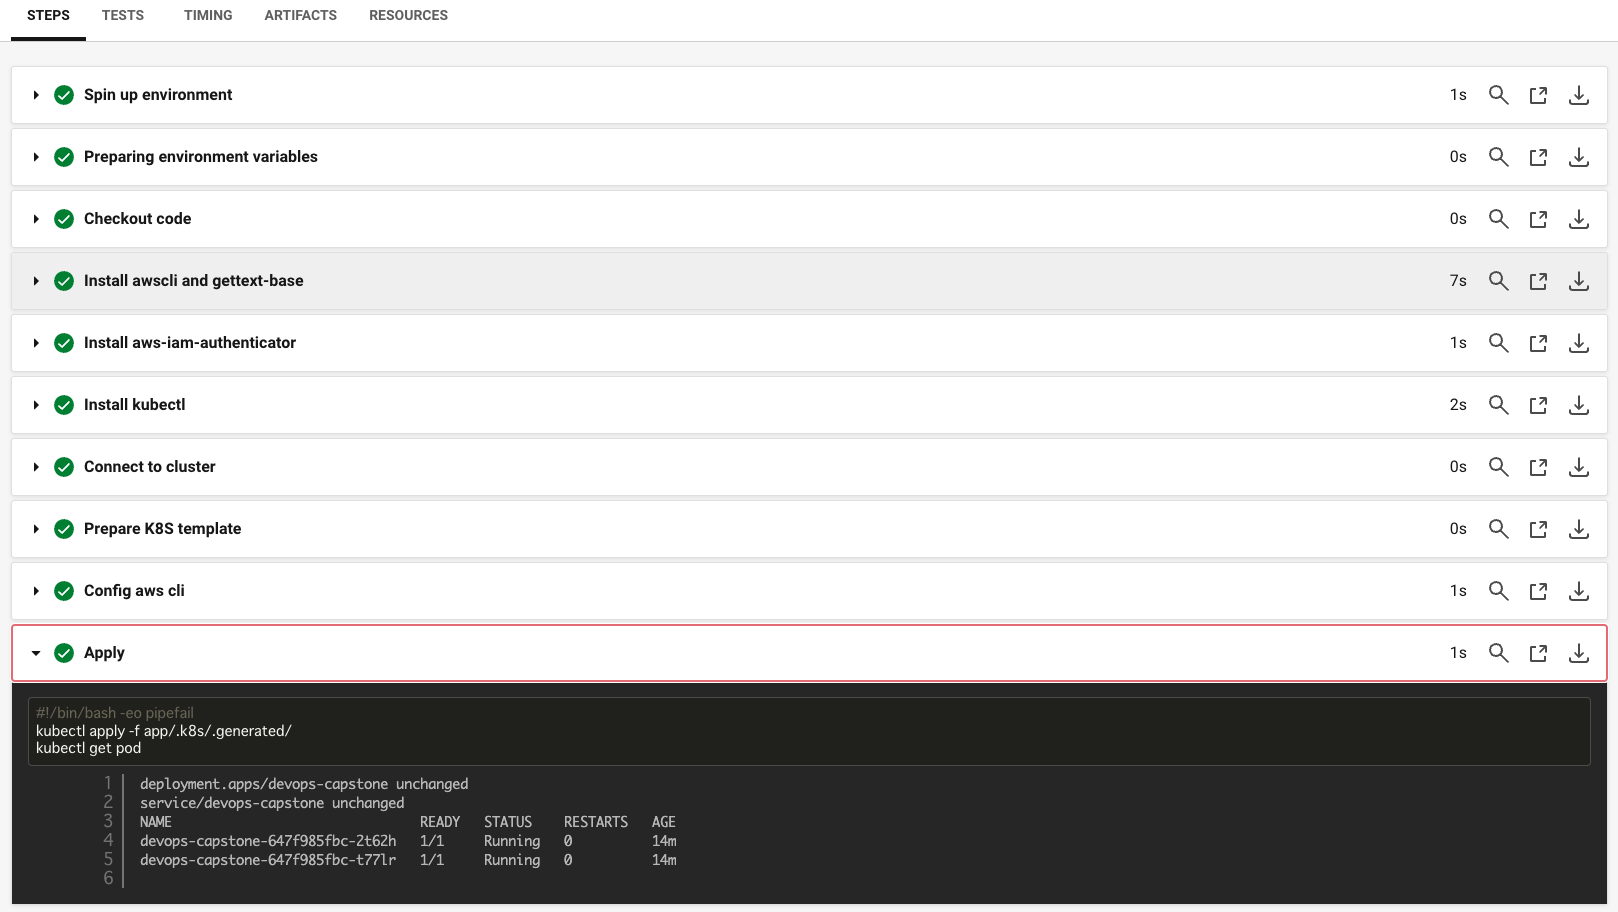 STEPS TESTS TIMING ARTIFACTS RESOURCES
Spin up environment 1s
Preparing environment variables 0s
Checkout code 0s
Install awscli and gettext-base 7s
Install aws-iam-authenticator 1s
Install kubectl 2s
Connect to cluster 0s
Prepare K8S template 0s
Config aws cli 1s
Apply 1s
#!/bin/bash -eo pipefail
kubectl apply -f app/.k8s/.generated/
kubectl get pod
1 deployment.apps/devops-capstone unchanged
2 service/devops-capstone unchanged
3 NAME READY STATUS RESTARTS AGE
4 devops-capstone-647f985fbc-2t62h 1/1 Running 0 14m
5 devops-capstone-647f985fbc-t77lr 1/1 Running 0 14m
6